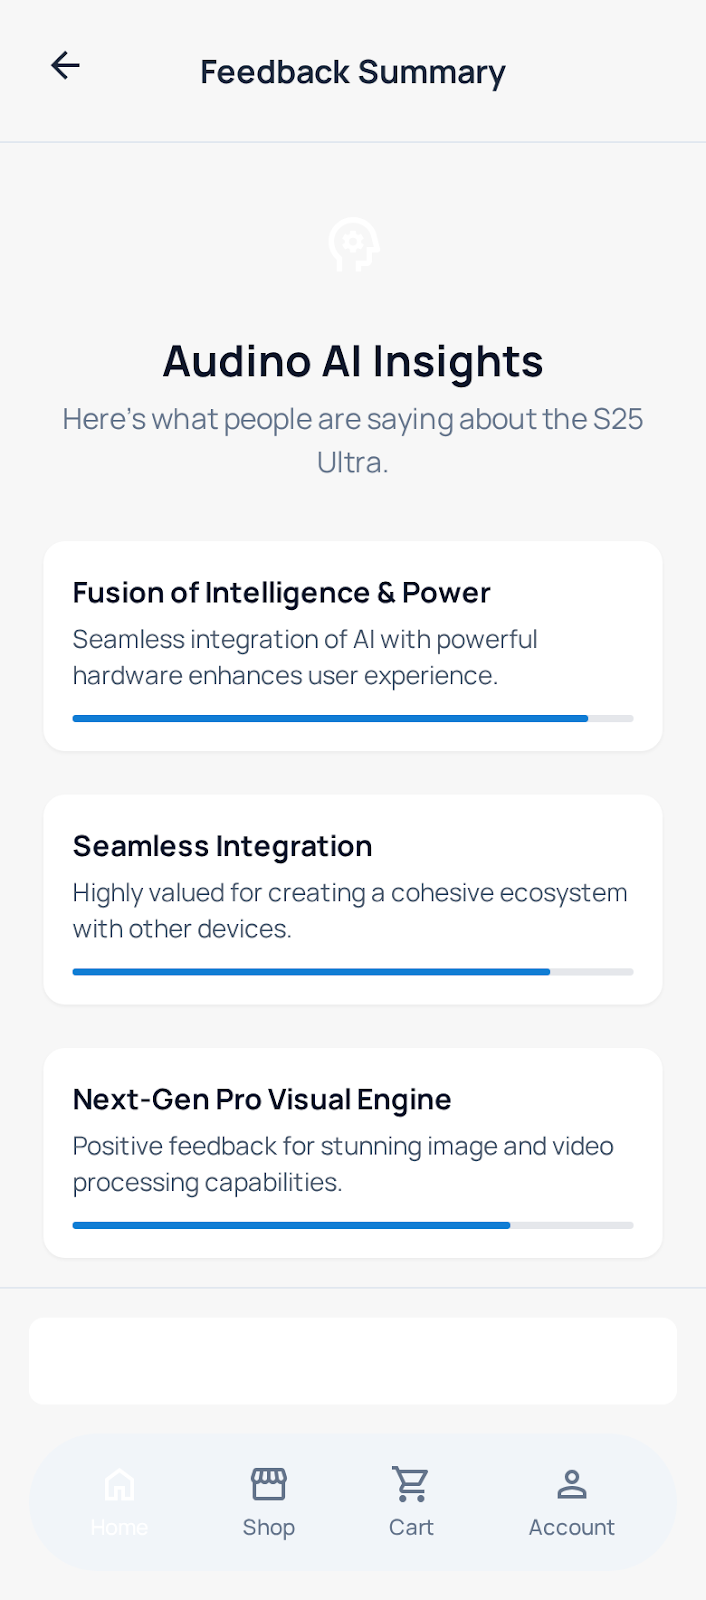 Feedback Summary
Audino AI Insights
Here's what people are saying about the S25
Ultra.
Fusion of Intelligence & Power
Seamless integration of AI with powerful
hardware enhances user experience.
Seamless Integration
Highly valued for creating a cohesive ecosystem
with other devices.
Next-Gen Pro Visual Engine
Positive feedback for stunning image and video
processing capabilities.
Home Shop Cart Account